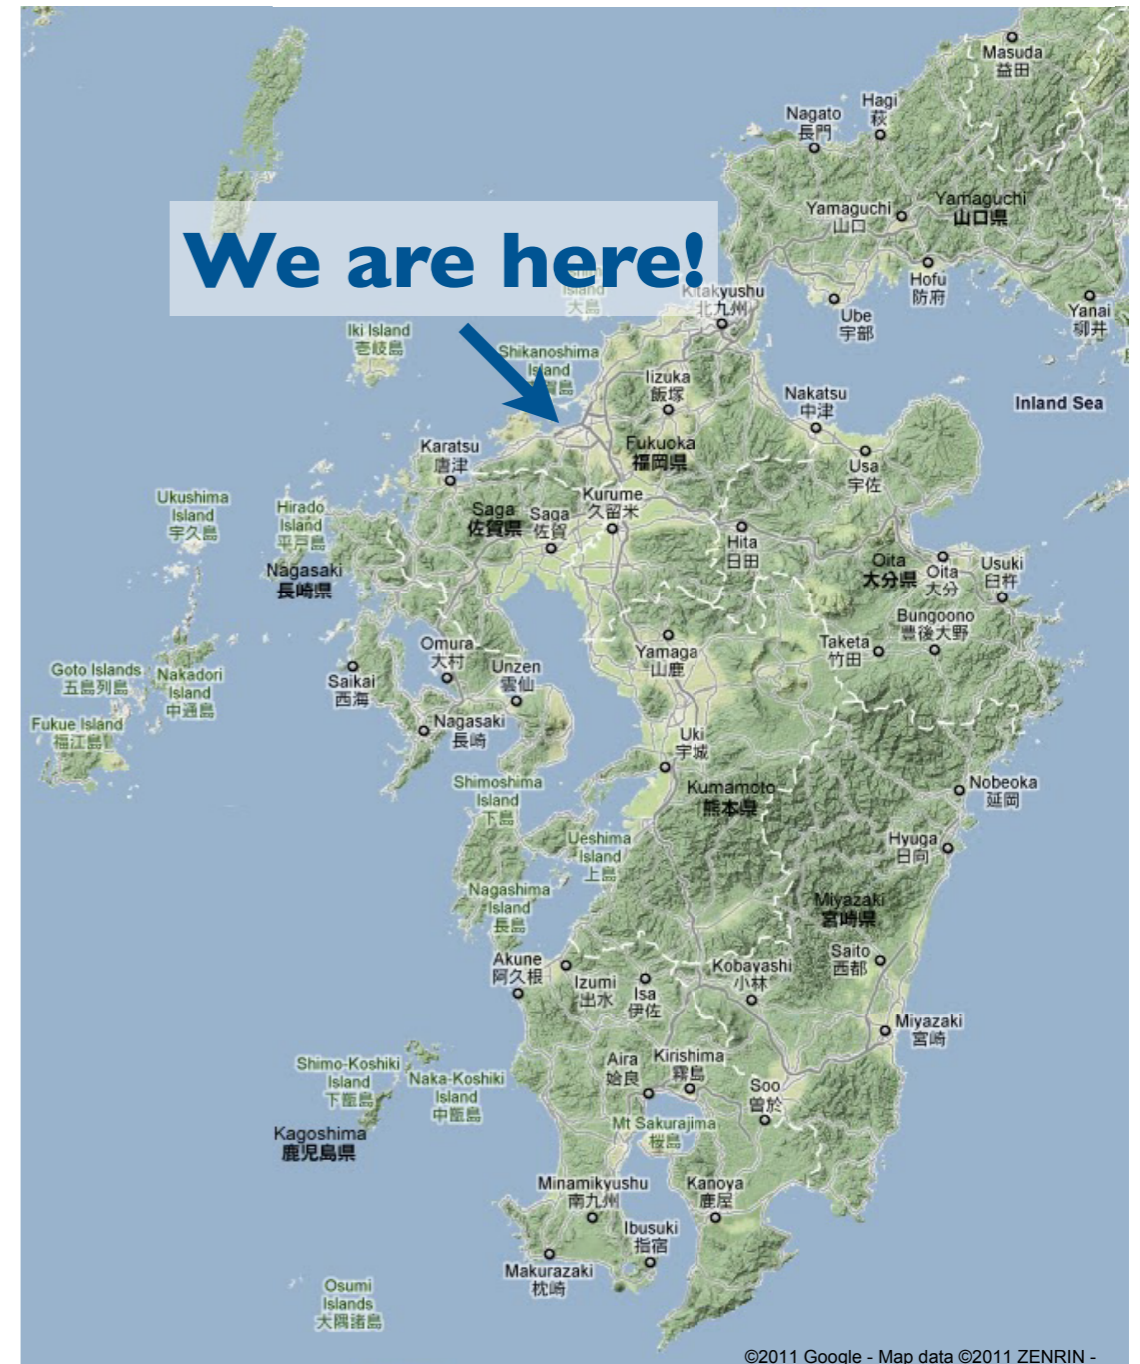 Masuda
益田
Hagi
萩
Nagato
長門
Yamaguchi
山口県
Yamaguchi
山口
We are here!
Hofu
防府
Island
大島
Kitakyushu
北九州
Ube
宇部
Yanai
柳井
Iki Island
壱岐島
Shikanoshima
Island
Iizuka
飯塚
Nakatsu
中津
Inland Sea
Karatsu
唐津
Fukuoka
福岡県
Usa
宇佐
Ukushima
Island
宇久島
Hirado
Island
平戸島
Saga
佐賀県
Saga
佐賀
Kurume
久留米
Hita
日田
Nagasaki
長崎県
Oita
大分県
Oita
大分
Usuki
臼杵
Bungoono
豊後大野
Omura
大村
Unzen
雲仙
Yamaga
山鹿
Taketa
竹田
Goto Islands
五島列島
Nakadori
Island
中通島
Saikai
西海
Fukue Island
福江島
Nagasaki
長崎
Uki
宇城
Shimoshima
Island
下島
Kumamoto
熊本県
Nobeoka
延岡
Ueshima
Island
上島
Hyuga
日向
Nagashima
Island
長島
Miyazaki
宮崎県
Akune
阿久根
Izumi
出水
Isa
伊佐
Kobayashi
小林
Saito
西都
Miyazaki
宮崎
Shimo-Koshiki
Island
下甑島
Naka-Koshiki
Island
中甑島
Aira
姶良
Kirishima
霧島
Soo
曽於
Kagoshima
鹿児島県
Mt Sakurajima
桜島
Minamikyushu
南九州
Kanoya
鹿屋
Ibusuki
指宿
Makurazaki
枕崎
Osumi
Islands
大隅諸島
©2011 Google - Map data ©2011 ZENRIN -